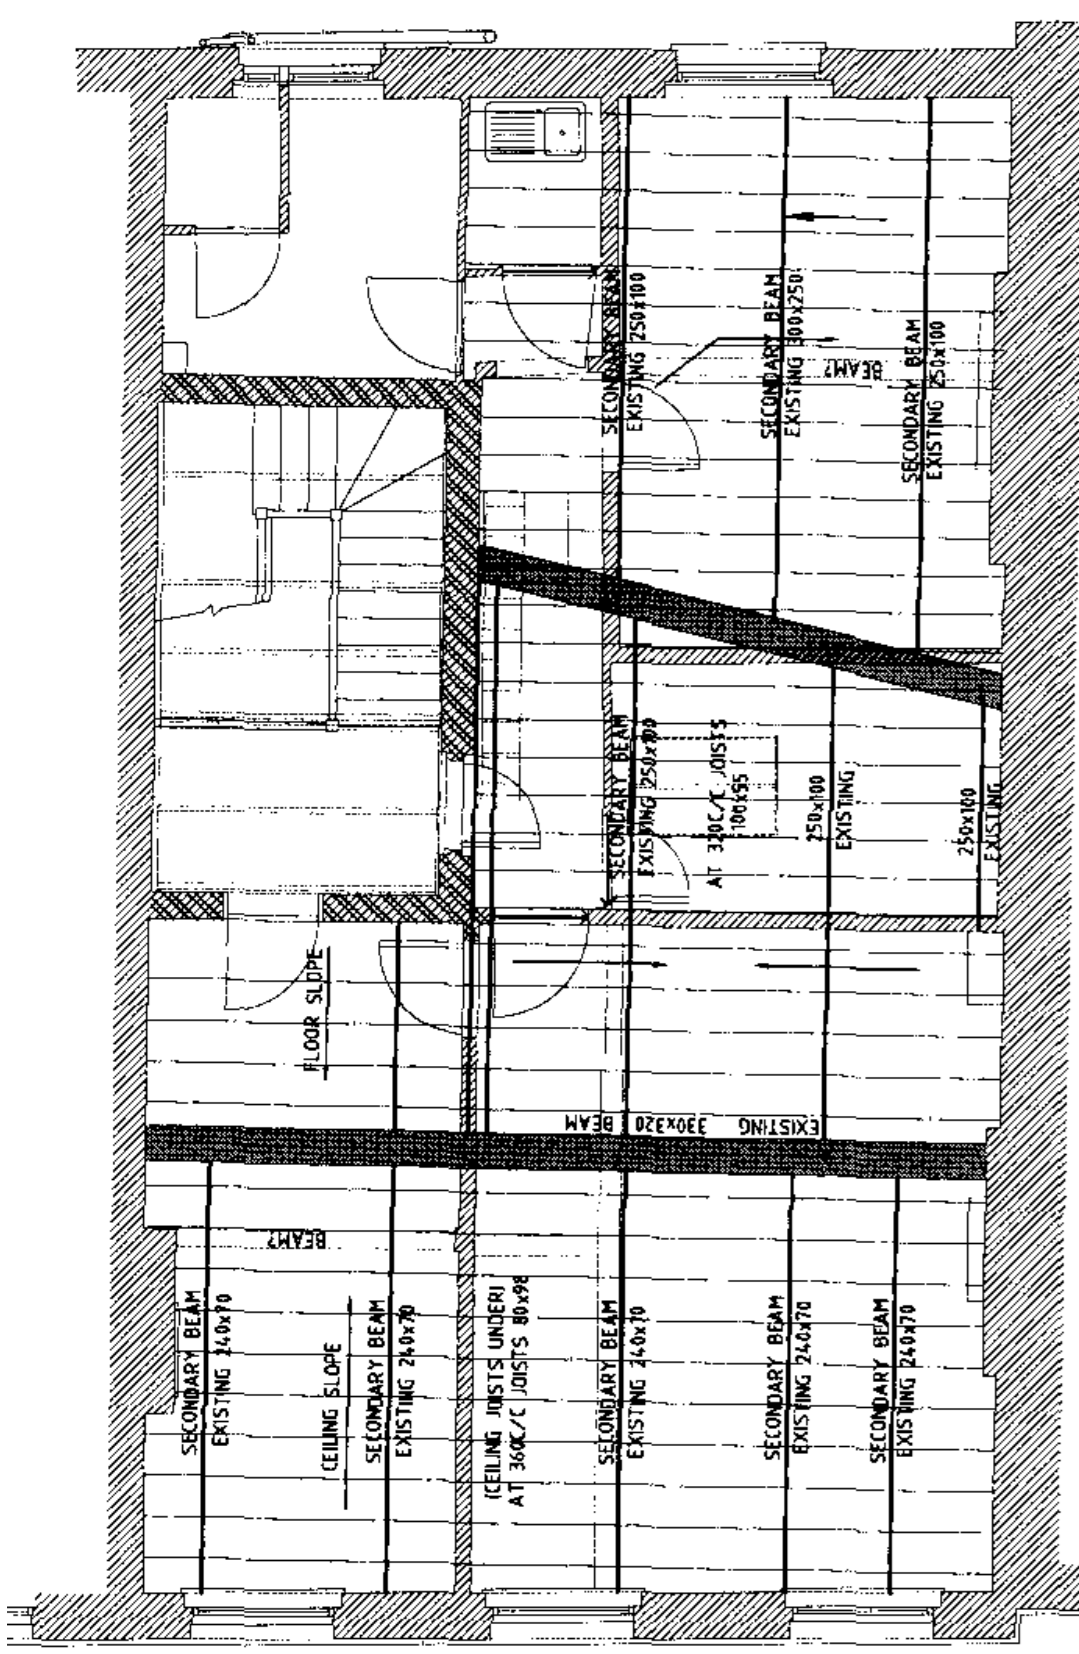 SECONDARY BEAM
EXISTING 250x100
SECONDARY BEAM
EXISTING 300x250
BEAM?
SECONDARY BEAM
EXISTING 250x100
SECONDARY BEAM
EXISTING 250x100
AT 320C/C JOISTS
100x55
250x100
EXISTING
250x100
EXISTING
FLOOR SLOPE
EXISTING 330x320 BEAM
BEAM?
SECONDARY BEAM
EXISTING 240x70
CEILING SLOPE
SECONDARY BEAM
EXISTING 240x70
(CEILING JOISTS UNDER)
AT 360C/C JOISTS 80x98
SECONDARY BEAM
EXISTING 240x70
SECONDARY BEAM
EXISTING 240x70
SECONDARY BEAM
EXISTING 240x70